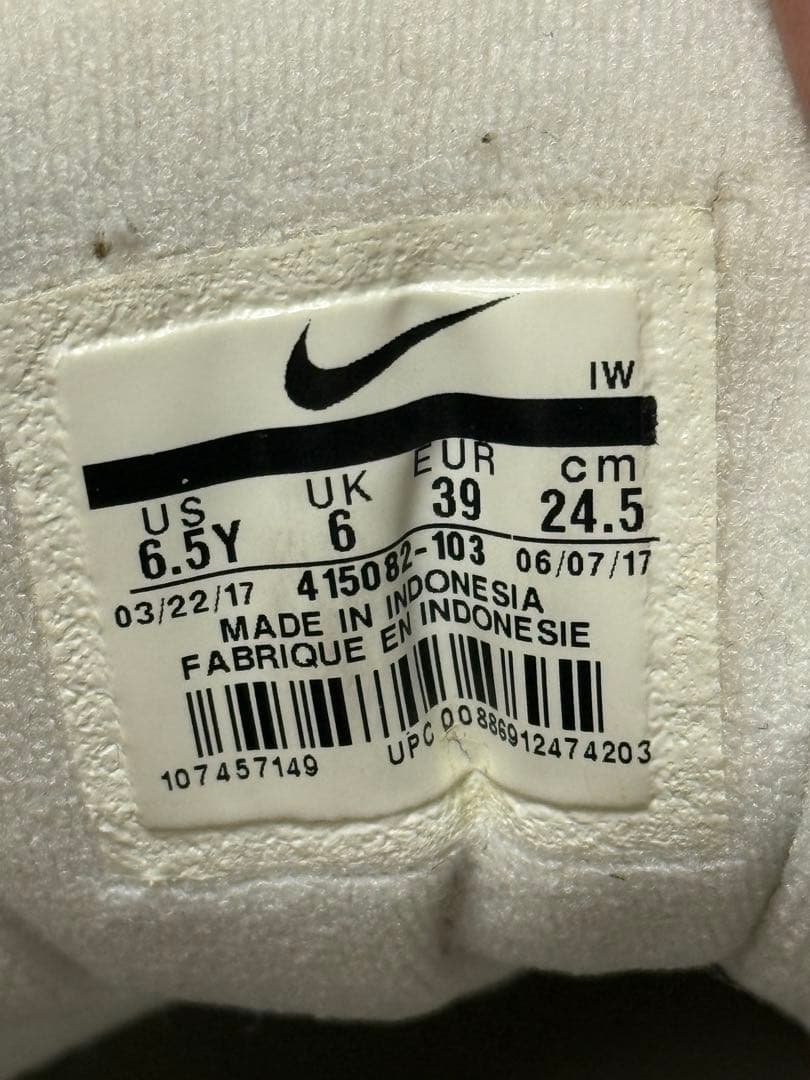 IW
US UK EUR cm
6.5Y 6 39 24.5
03/22/17 415082-103 06/07/17
MADE IN INDONESIA
FABRIQUE EN INDONESIE
107457149 UPC 00886912474203